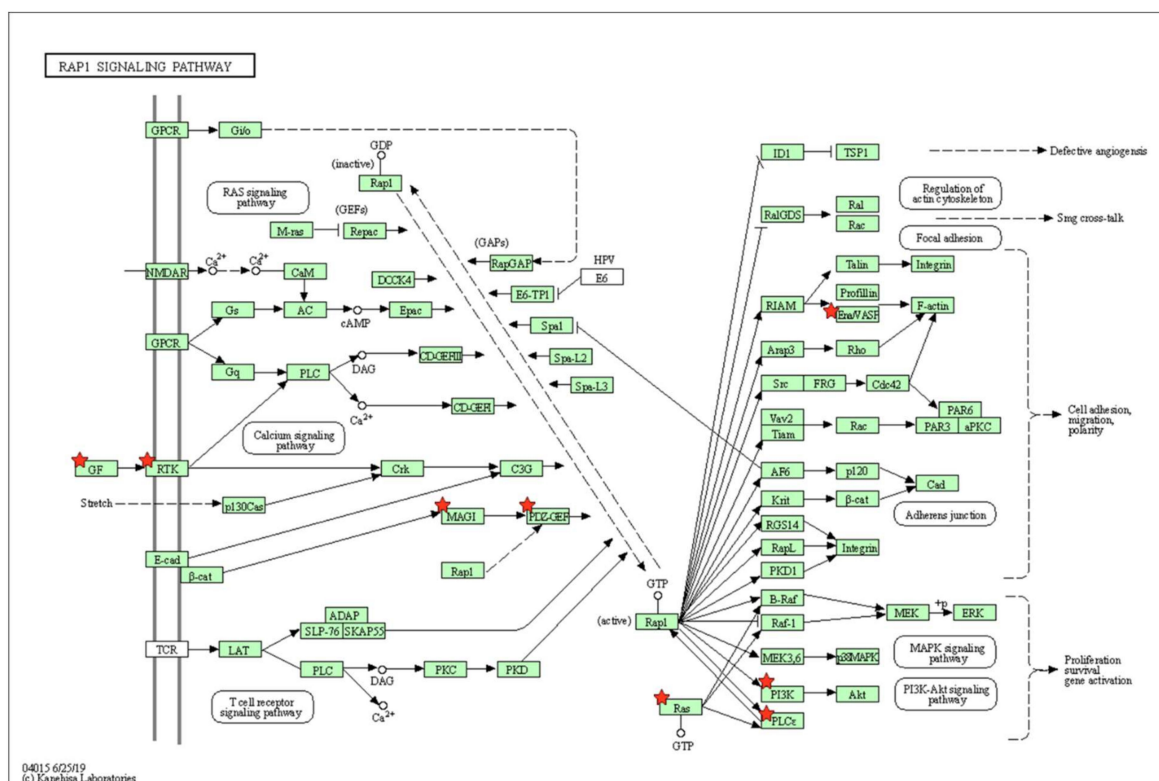 RAP1 SIGNALING PATHWAY
GPCR
Gi/o
GDP
(inactive)
Rap1
RAS signaling
pathway
(GEFs)
M-ras
Repac
(GAPs)
RapGAP
HPV
E6
E6-TP1
NMDAR
Ca2+
Ca2+
CaM
DOCK4
Gs
AC
cAMP
Epac
Spa1
GPCR
Gq
PLC
DAG
CD-GEFIII
Spa-L2
Spa-L3
Ca2+
CD-GEFI
Calcium signaling
pathway
GF
RTK
Crk
C3G
Stretch
p130Cas
MAGI
PDZ-GEF
Rap1
E-cad
β-cat
ADAP
SLP-76
SKAP55
TCR
LAT
PLC
DAG
PKC
PKD
Ca2+
T cell receptor
signaling pathway
GTP
(active)
Rap1
Ras
GTP
ID1
TSP1
Defective angiogensis
Regulation of
actin cytoskeleton
RalGDS
Ral
Rac
Smg cross-talk
Focal adhesion
Talin
Integrin
RIAM
Profillin
Ena/VASP
F-actin
Arap3
Rho
Src
FRG
Cdc42
PAR6
PAR3
aPKC
Vav2
Tiam
Rac
Cell adhesion,
migration,
polarity
AF6
p120
Cad
Krit
β-cat
Adherens junction
RGS14
RapL
Integrin
PKD1
B-Raf
Raf-1
MEK
+p
ERK
MEK3,6
p38MAPK
MAPK signaling
pathway
PI3K
Akt
PI3K-Akt signaling
pathway
PLCε
Proliferation
survival
gene activation
04015 6/25/19
(c) Kanehisa Laboratories